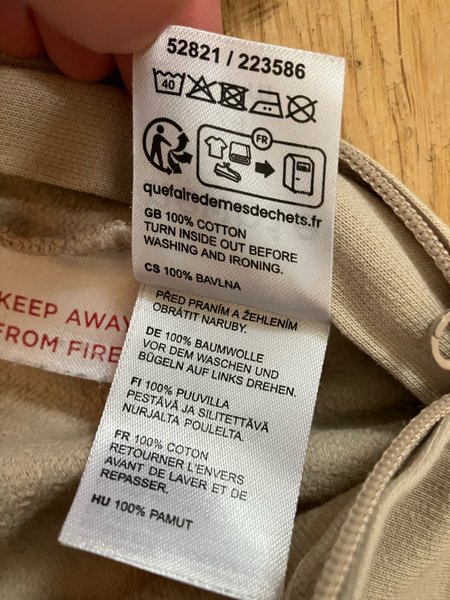 52821 / 223586
40
FR
quefairedemesdechets.fr
GB 100% COTTON
TURN INSIDE OUT BEFORE
WASHING AND IRONING.
CS 100% BAVLNA
PŘED PRANÍM A ŽEHLENÍM
OBRÁTIT NARUBY.
DE 100% BAUMWOLLE
VOR DEM WASCHEN UND
BÜGELN AUF LINKS DREHEN.
FI 100% PUUVILLA
PESTÄVÄ JA SILITETTÄVÄ
NURJALTA PUOLELTA.
FR 100% COTON
RETOURNER L'ENVERS
AVANT DE LAVER ET DE
REPASSER.
HU 100% PAMUT
KEEP AWAY
FROM FIRE